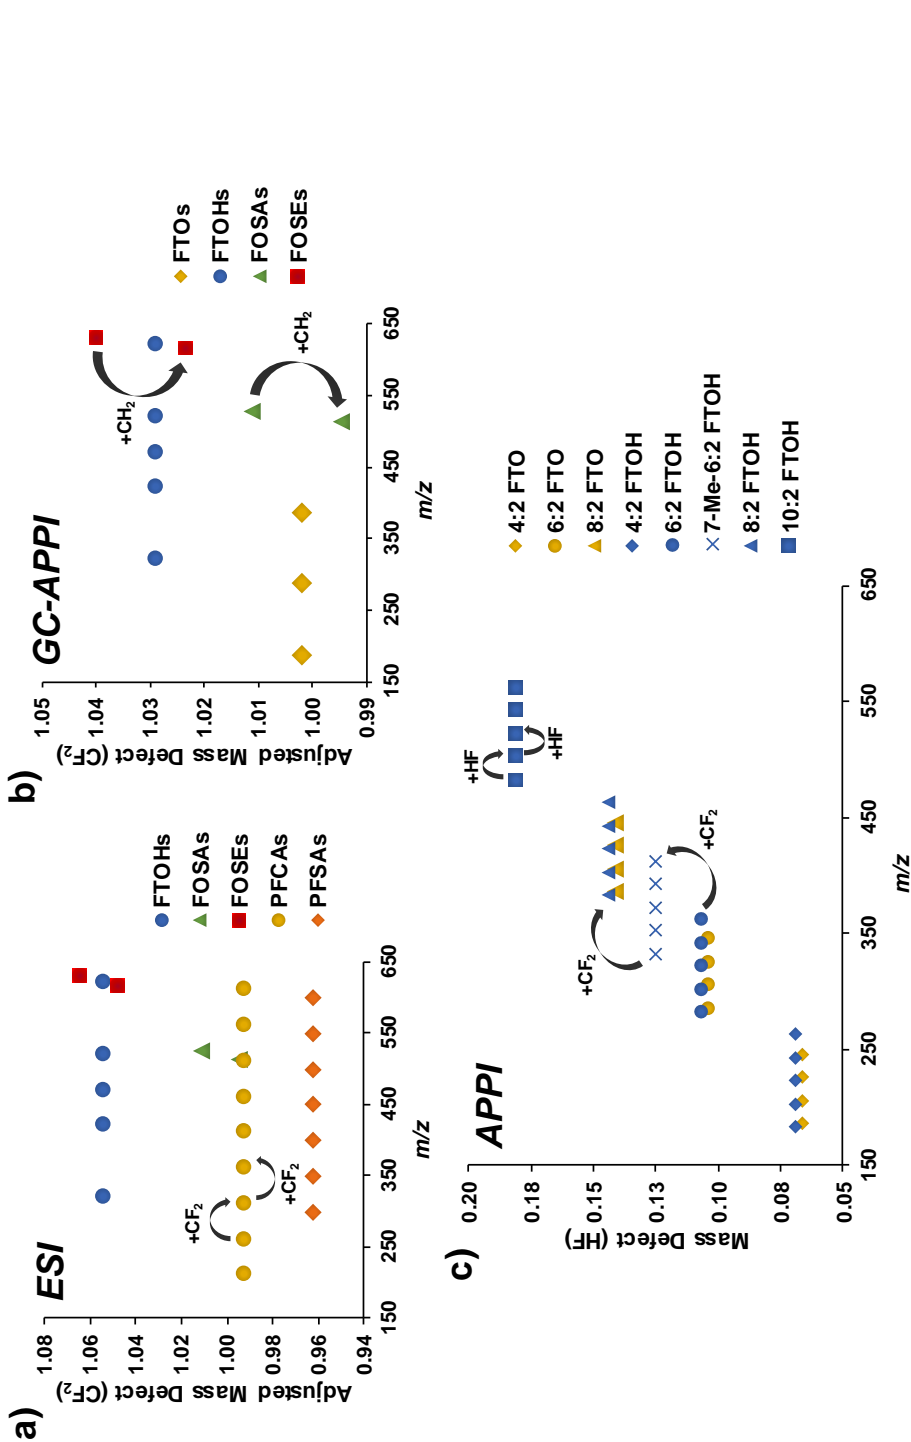 a)
ESI
1.08
1.06
1.04
1.02
1.00
0.98
0.96
0.94
Adjusted Mass Defect (CF₂)
150
250
350
450
550
650
m/z
+CF₂
+CF₂
FTOHs
FOSAs
FOSEs
PFCAs
PFSAs
b)
GC-APPI
1.05
1.04
1.03
1.02
1.01
1.00
0.99
Adjusted Mass Defect (CF₂)
150
250
350
450
550
650
m/z
+CH₂
+CH₂
FTOs
FTOHs
FOSAs
FOSEs
c)
APPI
0.20
0.18
0.15
0.13
0.10
0.08
0.05
Mass Defect (HF)
150
250
350
450
550
650
m/z
+CF₂
+CF₂
+HF
+HF
4:2 FTO
6:2 FTO
8:2 FTO
4:2 FTOH
6:2 FTOH
7-Me-6:2 FTOH
8:2 FTOH
10:2 FTOH